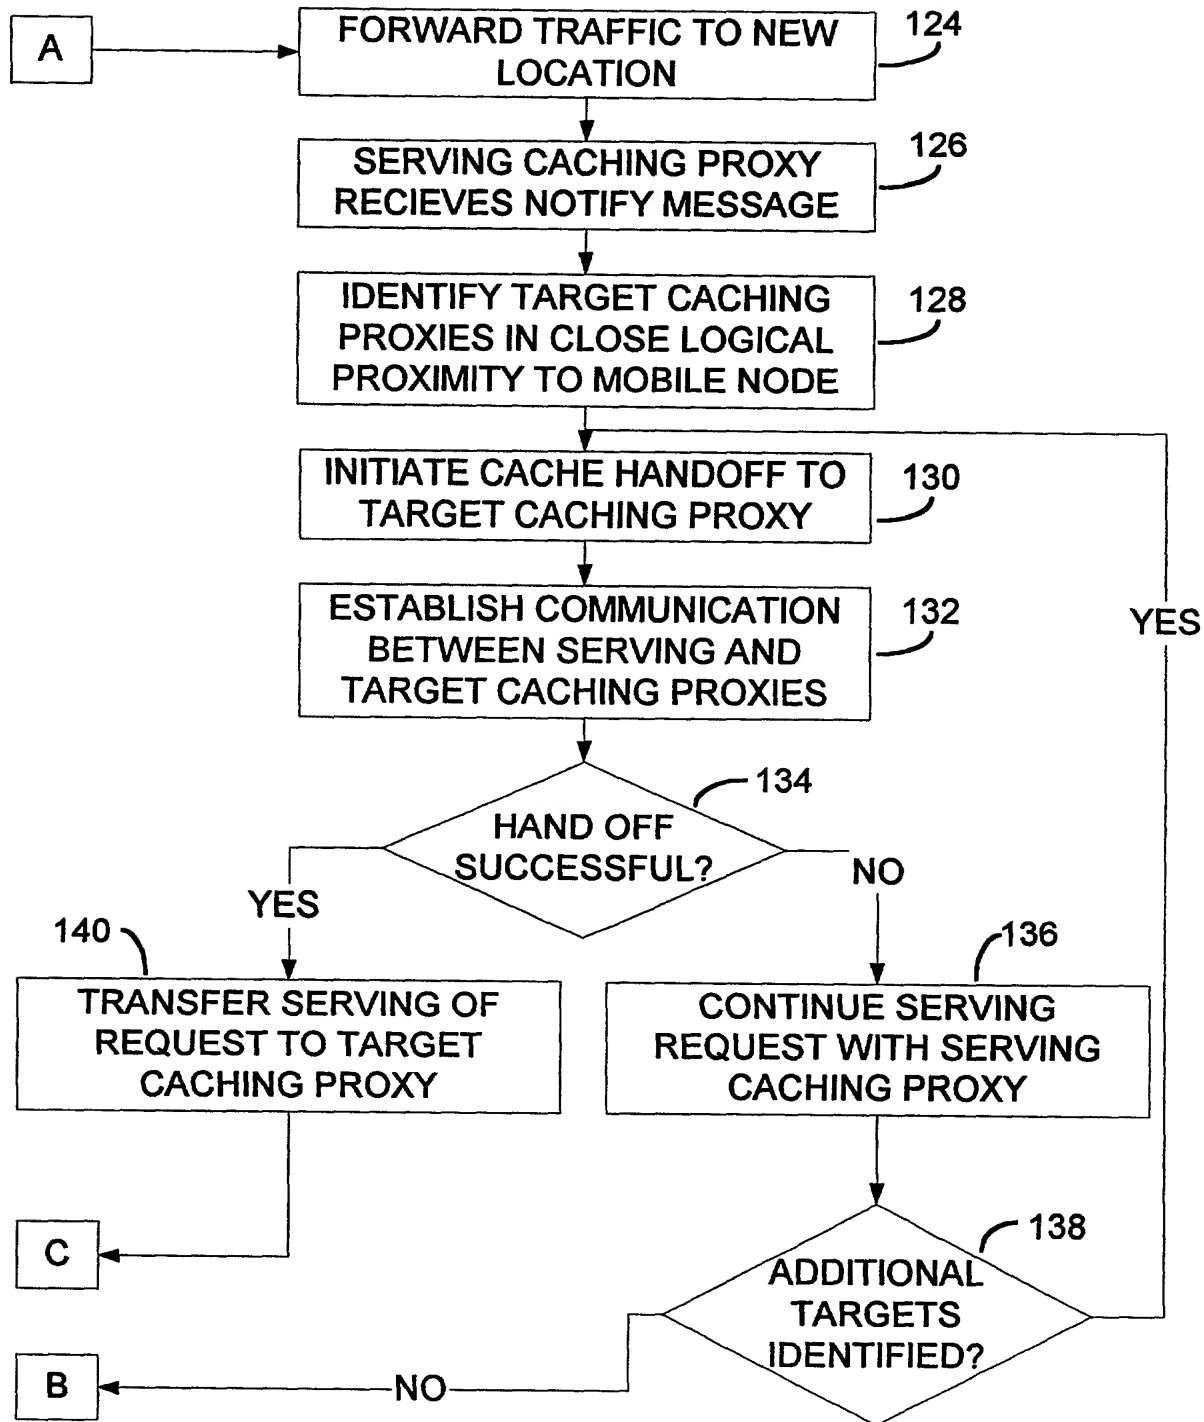 A
FORWARD TRAFFIC TO NEW
LOCATION
124
SERVING CACHING PROXY
RECIEVES NOTIFY MESSAGE
126
IDENTIFY TARGET CACHING
PROXIES IN CLOSE LOGICAL
PROXIMITY TO MOBILE NODE
128
INITIATE CACHE HANDOFF TO
TARGET CACHING PROXY
130
ESTABLISH COMMUNICATION
BETWEEN SERVING AND
TARGET CACHING PROXIES
132
YES
HAND OFF
SUCCESSFUL?
134
YES
NO
140
TRANSFER SERVING OF
REQUEST TO TARGET
CACHING PROXY
136
CONTINUE SERVING
REQUEST WITH SERVING
CACHING PROXY
C
138
ADDITIONAL
TARGETS
IDENTIFIED?
B
NO